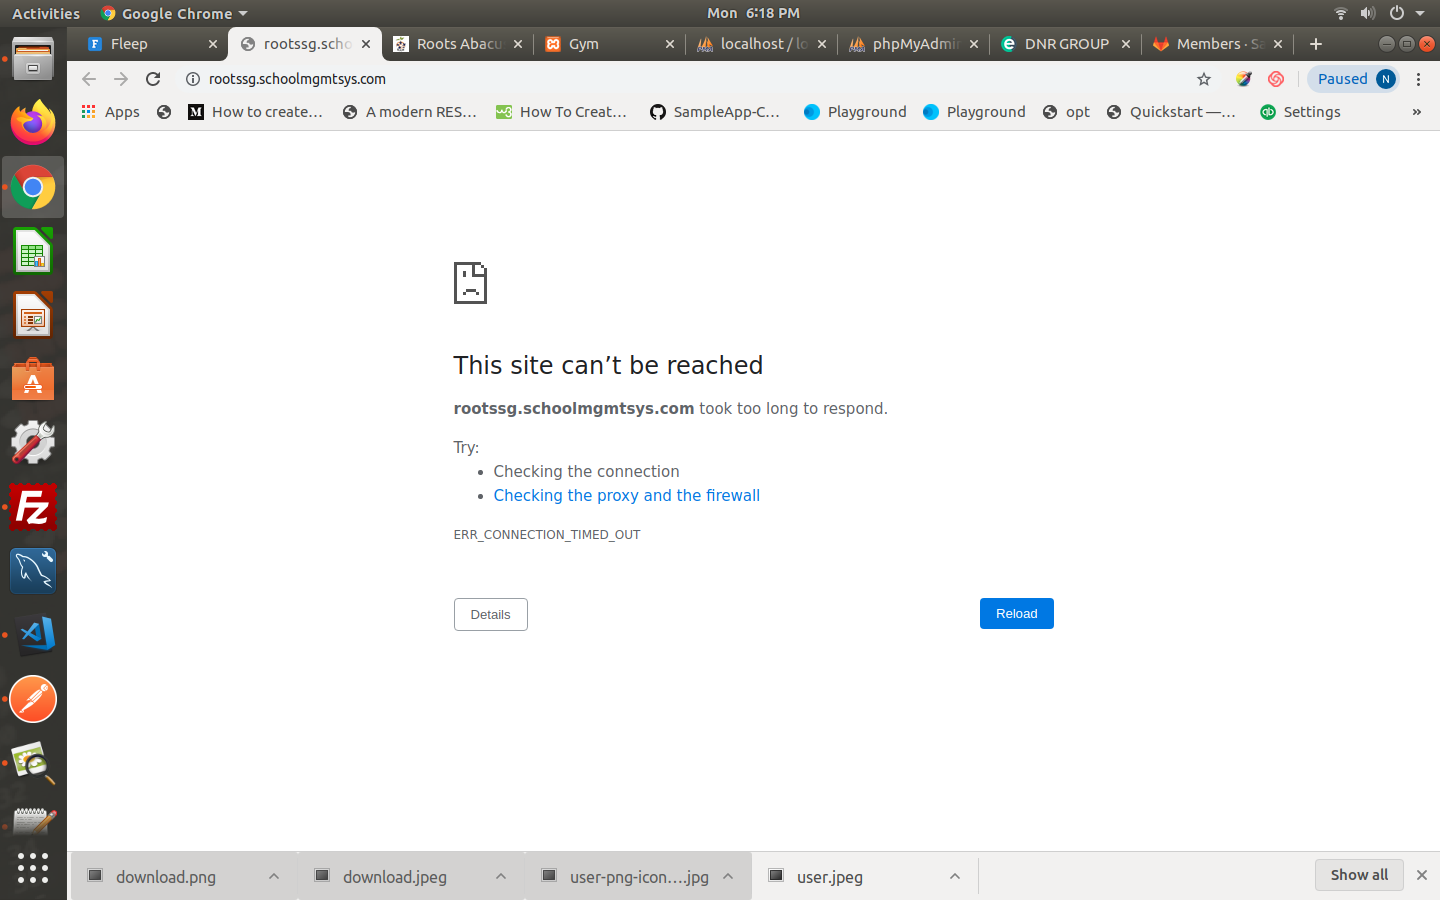 Activities
Google Chrome
Mon 6:18 PM
Fleep
rootssg.scho
Roots Abacu
Gym
localhost / lo
phpMyAdmin
DNR GROUP
Members · Sa
rootssg.schoolmgmtsys.com
Paused
N
Apps
How to create...
A modern RES...
How To Creat...
SampleApp-C...
Playground
Playground
opt
Quickstart —...
Settings
»
This site can’t be reached
rootssg.schoolmgmtsys.com took too long to respond.
Try:
• Checking the connection
• Checking the proxy and the firewall
ERR_CONNECTION_TIMED_OUT
Details
Reload
download.png
download.jpeg
user-png-icon....jpg
user.jpeg
Show all